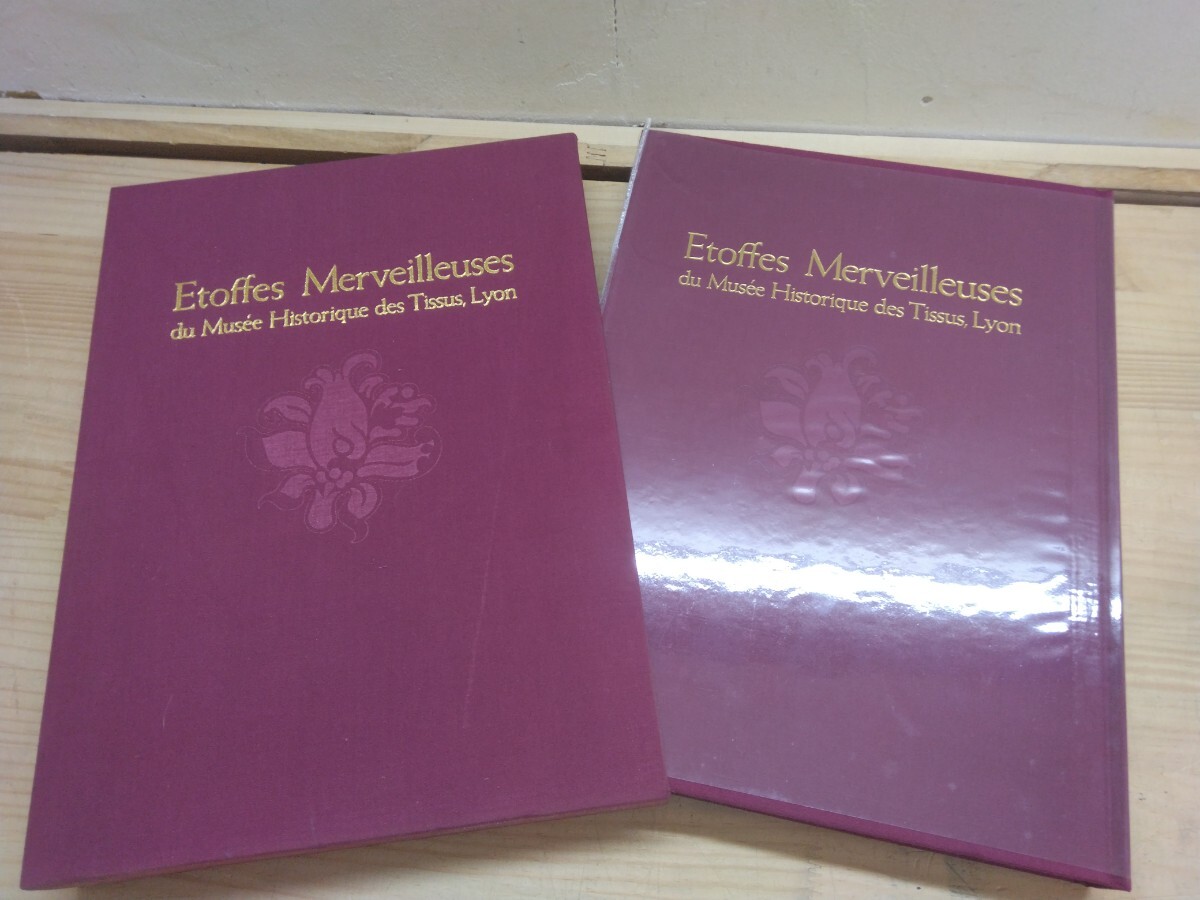 Etoffes Merveilleuses
du Musée Historique des Tissus, Lyon
Etoffes Merveilleuses
du Musée Historique des Tissus, Lyon